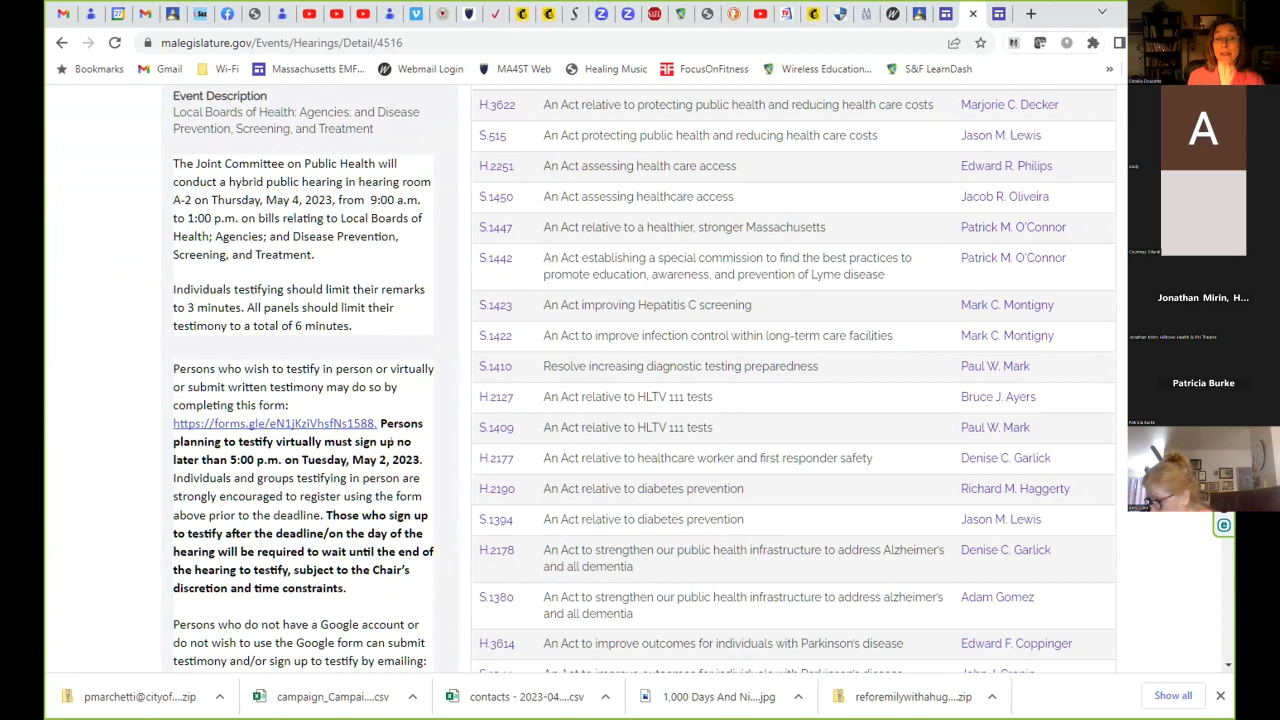 malegislature.gov/Events/Hearings/Detail/4516
Bookmarks Gmail Wi-Fi Massachusetts EMF... Webmail Login MA4ST Web... Healing Music FocusOnFitness Wireless Education... S&F LearnDash »
Event Description
Local Boards of Health; Agencies; and Disease
Prevention, Screening, and Treatment
The Joint Committee on Public Health will
conduct a hybrid public hearing in hearing room
A-2 on Thursday, May 4, 2023, from 9:00 a.m.
to 1:00 p.m. on bills relating to Local Boards of
Health; Agencies; and Disease Prevention,
Screening, and Treatment.
Individuals testifying should limit their remarks
to 3 minutes. All panels should limit their
testimony to a total of 6 minutes.
Persons who wish to testify in person or virtually
or submit written testimony may do so by
completing this form:
https://forms.gle/eN1jKziVhsfNs1588. Persons
planning to testify virtually must sign up no
later than 5:00 p.m. on Tuesday, May 2, 2023.
Individuals and groups testifying in person are
strongly encouraged to register using the form
above prior to the deadline. Those who sign up
to testify after the deadline/on the day of the
hearing will be required to wait until the end of
the hearing to testify, subject to the Chair's
discretion and time constraints.
Persons who do not have a Google account or
do not wish to use the Google form can submit
testimony and/or sign up to testify by emailing:
H.3622 An Act relative to protecting public health and reducing health care costs Marjorie C. Decker
S.515 An Act protecting public health and reducing health care costs Jason M. Lewis
H.2251 An Act assessing health care access Edward R. Philips
S.1450 An Act assessing healthcare access Jacob R. Oliveira
S.1447 An Act relative to a healthier, stronger Massachusetts Patrick M. O'Connor
S.1442 An Act establishing a special commission to find the best practices to Patrick M. O'Connor
promote education, awareness, and prevention of Lyme disease
S.1423 An Act improving Hepatitis C screening Mark C. Montigny
S.1422 An Act to improve infection control within long-term care facilities Mark C. Montigny
S.1410 Resolve increasing diagnostic testing preparedness Paul W. Mark
H.2127 An Act relative to HLTV 111 tests Bruce J. Ayers
S.1409 An Act relative to HLTV 111 tests Paul W. Mark
H.2177 An Act relative to healthcare worker and first responder safety Denise C. Garlick
H.2190 An Act relative to diabetes prevention Richard M. Haggerty
S.1394 An Act relative to diabetes prevention Jason M. Lewis
H.2178 An Act to strengthen our public health infrastructure to address Alzheimer's Denise C. Garlick
and all dementia
S.1380 An Act to strengthen our public health infrastructure to address alzheimer's Adam Gomez
and all dementia
H.3614 An Act to improve outcomes for individuals with Parkinson's disease Edward F. Coppinger
Cecelia Doucette
A
Andy
Courtney Gilardi
Jonathan Mirin, H...
Jonathan Mirin, Hilltown Health & Piti Theatre
Patricia Burke
Patricia Burke
pmarchetti@cityof....zip campaign_Campai....csv contacts - 2023-04....csv 1,000 Days And Ni....jpg reforemilywithahug....zip Show all